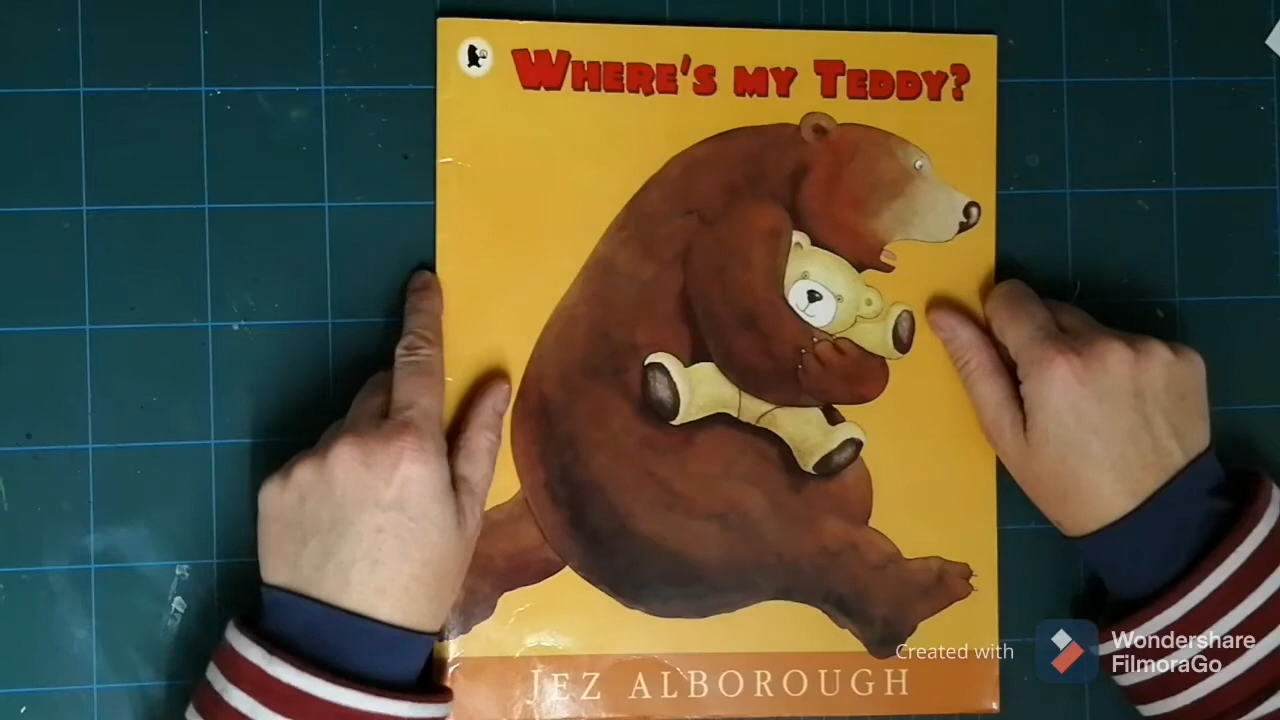 WHERE'S MY TEDDY?
JEZ ALBOROUGH
Created with
Wondershare
FilmoraGo